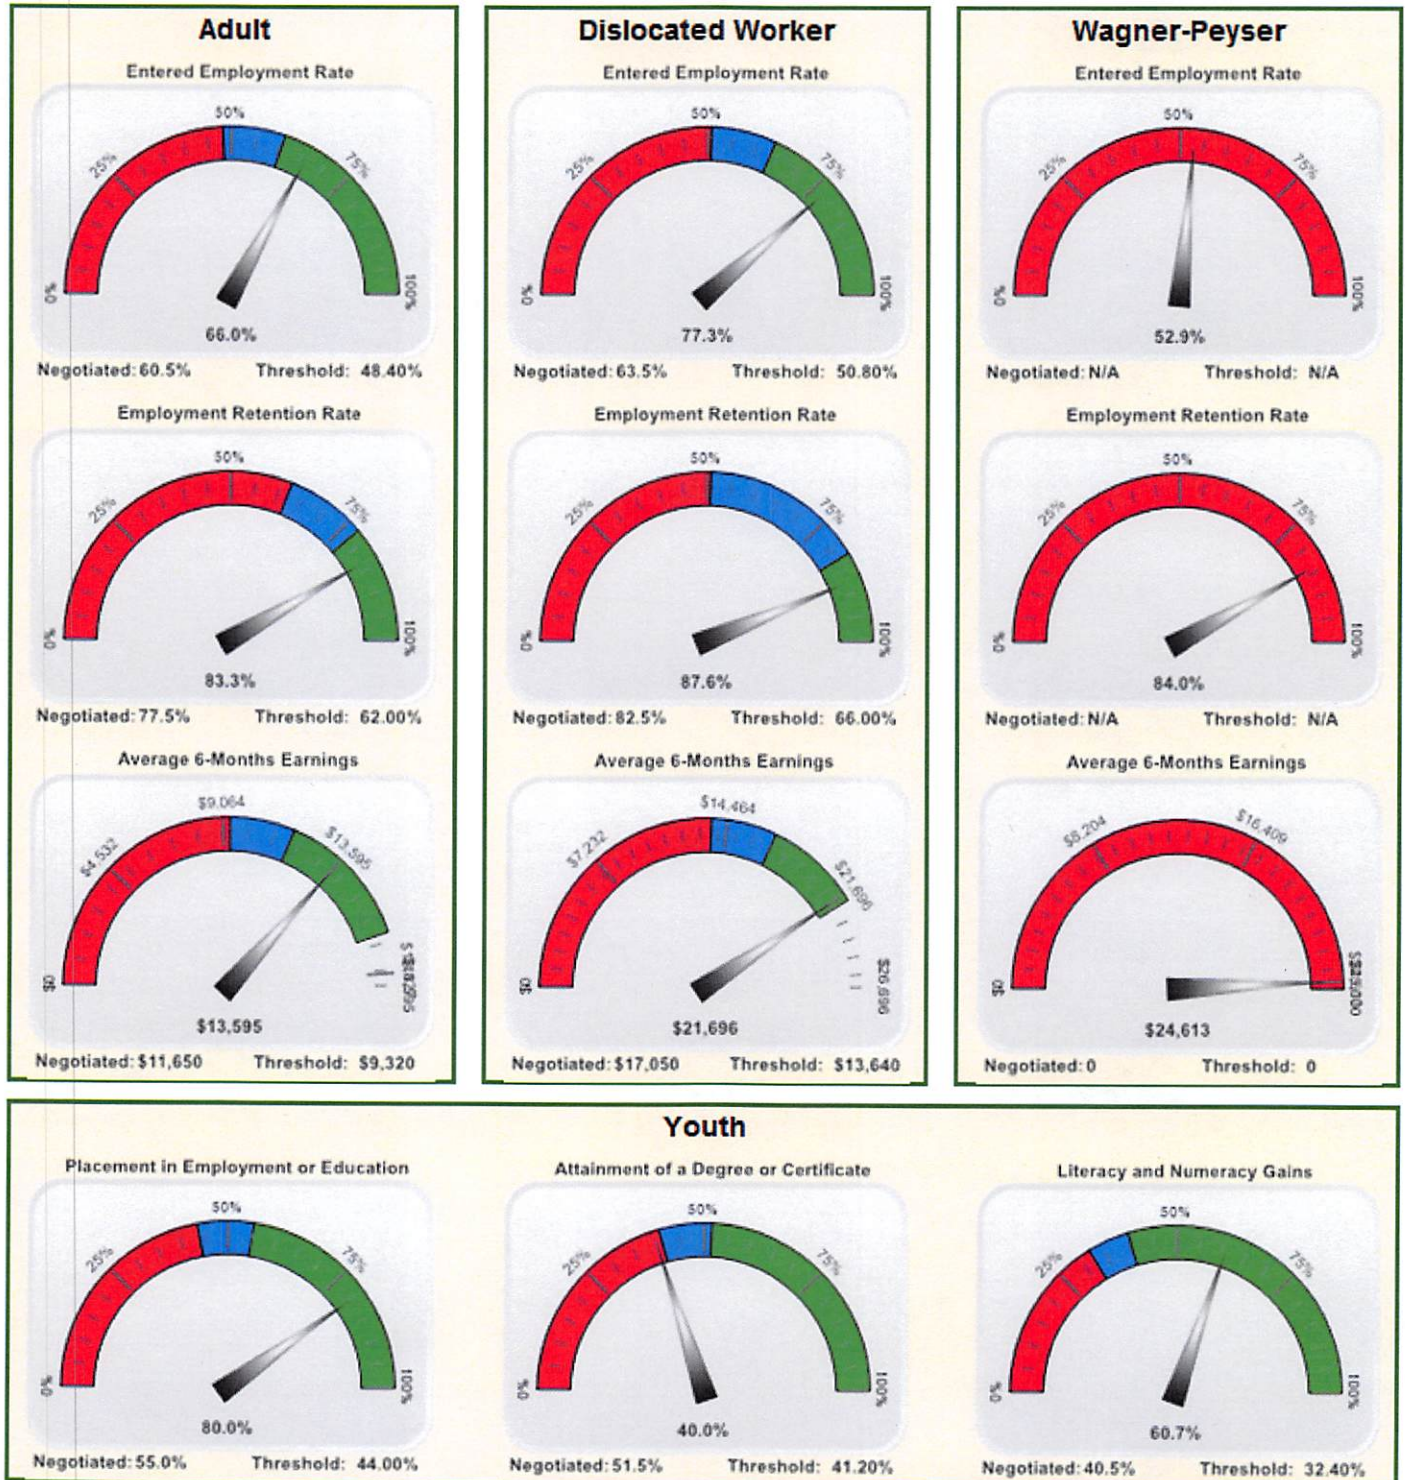 Adult
Entered Employment Rate
0%
25%
50%
75%
100%
66.0%
Negotiated: 60.5% Threshold: 48.40%
Employment Retention Rate
0%
25%
50%
75%
100%
83.3%
Negotiated: 77.5% Threshold: 62.00%
Average 6-Months Earnings
$0
$4,532
$9,064
$13,595
$13,595
Negotiated: $11,650 Threshold: $9,320
Dislocated Worker
Entered Employment Rate
0%
25%
50%
75%
100%
77.3%
Negotiated: 63.5% Threshold: 50.80%
Employment Retention Rate
0%
25%
50%
75%
100%
87.6%
Negotiated: 82.5% Threshold: 66.00%
Average 6-Months Earnings
$0
$7,232
$14,464
$21,696
$26,696
$21,696
Negotiated: $17,050 Threshold: $13,640
Wagner-Peyser
Entered Employment Rate
0%
25%
50%
75%
100%
52.9%
Negotiated: N/A Threshold: N/A
Employment Retention Rate
0%
25%
50%
75%
100%
84.0%
Negotiated: N/A Threshold: N/A
Average 6-Months Earnings
$0
$8,204
$16,409
$24,613
Negotiated: 0 Threshold: 0
Youth
Placement in Employment or Education
0%
25%
50%
75%
100%
80.0%
Negotiated: 55.0% Threshold: 44.00%
Attainment of a Degree or Certificate
0%
25%
50%
75%
100%
40.0%
Negotiated: 51.5% Threshold: 41.20%
Literacy and Numeracy Gains
0%
25%
50%
75%
100%
60.7%
Negotiated: 40.5% Threshold: 32.40%